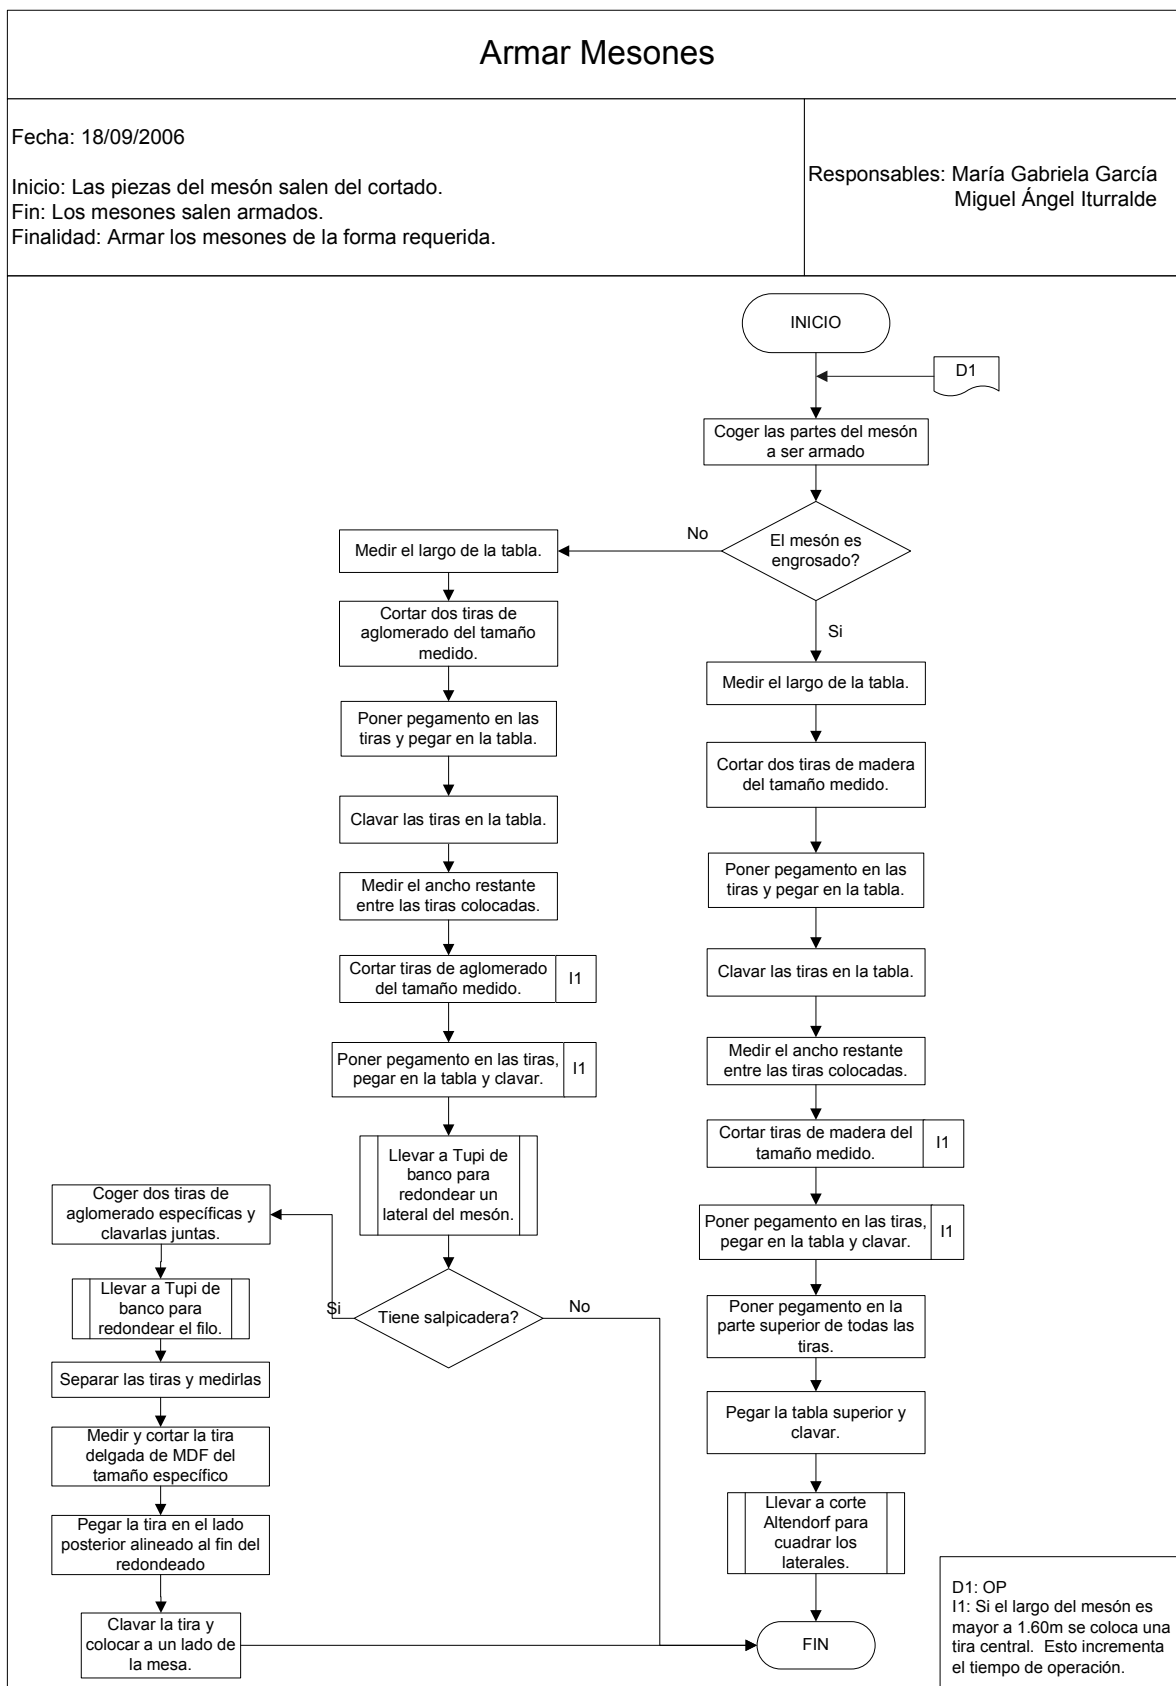 Armar Mesones
Fecha: 18/09/2006
Inicio: Las piezas del mesón salen del cortado.
Fin: Los mesones salen armados.
Finalidad: Armar los mesones de la forma requerida.
Responsables: María Gabriela García
Miguel Ángel Iturralde
INICIO
D1
Coger las partes del mesón
a ser armado
El mesón es
engrosado?
No
Si
Medir el largo de la tabla.
Cortar dos tiras de
aglomerado del tamaño
medido.
Poner pegamento en las
tiras y pegar en la tabla.
Clavar las tiras en la tabla.
Medir el ancho restante
entre las tiras colocadas.
Cortar tiras de aglomerado
del tamaño medido.
I1
Poner pegamento en las tiras,
pegar en la tabla y clavar.
I1
Llevar a Tupi de
banco para
redondear un
lateral del mesón.
Tiene salpicadera?
Si
No
Coger dos tiras de
aglomerado específicas y
clavarlas juntas.
Llevar a Tupi de
banco para
redondear el filo.
Separar las tiras y medirlas
Medir y cortar la tira
delgada de MDF del
tamaño específico
Pegar la tira en el lado
posterior alineado al fin del
redondeado
Clavar la tira y
colocar a un lado de
la mesa.
Medir el largo de la tabla.
Cortar dos tiras de madera
del tamaño medido.
Poner pegamento en las
tiras y pegar en la tabla.
Clavar las tiras en la tabla.
Medir el ancho restante
entre las tiras colocadas.
Cortar tiras de madera del
tamaño medido.
I1
Poner pegamento en las tiras,
pegar en la tabla y clavar.
I1
Poner pegamento en la
parte superior de todas las
tiras.
Pegar la tabla superior y
clavar.
Llevar a corte
Altendorf para
cuadrar los
laterales.
FIN
D1: OP
I1: Si el largo del mesón es
mayor a 1.60m se coloca una
tira central. Esto incrementa
el tiempo de operación.